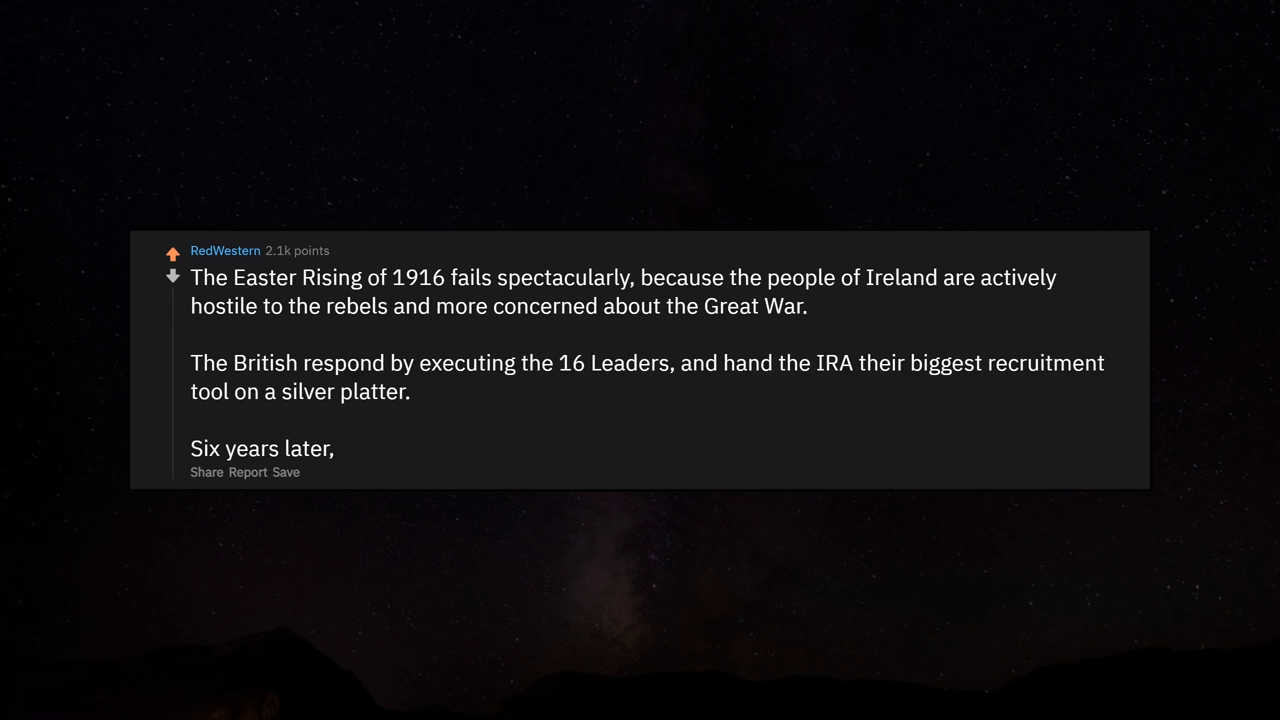 RedWestern 2.1k points
The Easter Rising of 1916 fails spectacularly, because the people of Ireland are actively
hostile to the rebels and more concerned about the Great War.
The British respond by executing the 16 Leaders, and hand the IRA their biggest recruitment
tool on a silver platter.
Six years later,
Share Report Save